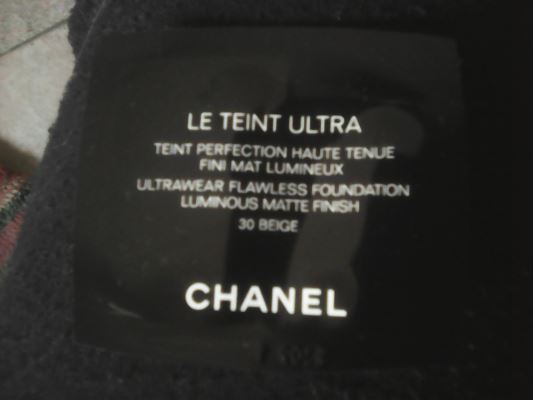 LE TEINT ULTRA
TEINT PERFECTION HAUTE TENUE
FINI MAT LUMINEUX
ULTRAWEAR FLAWLESS FOUNDATION
LUMINOUS MATTE FINISH
30 BEIGE
CHANEL